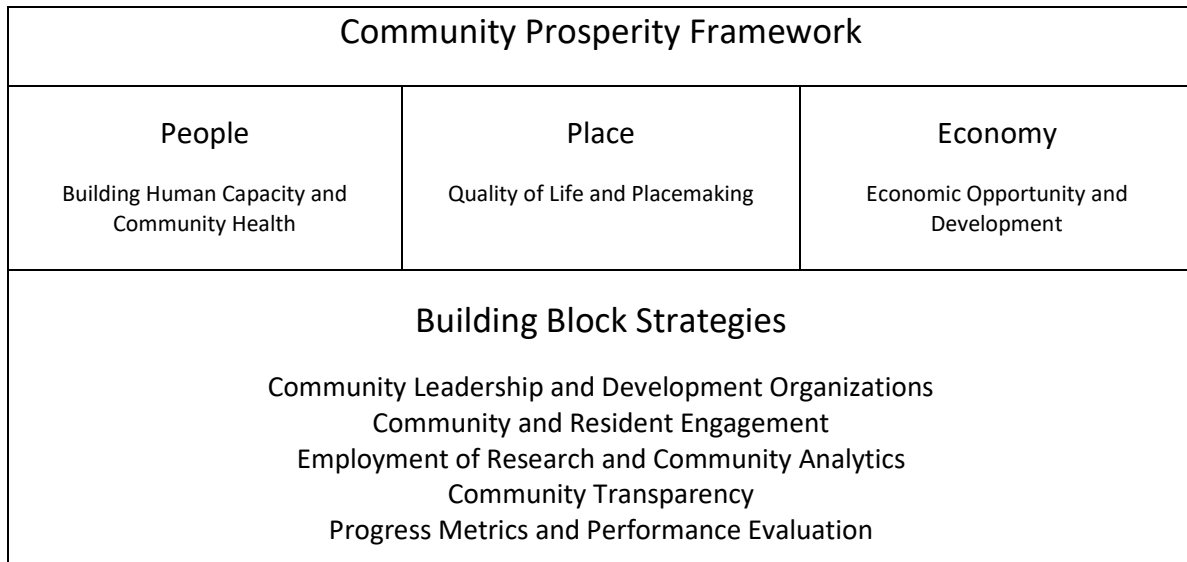 Community Prosperity Framework
People
Building Human Capacity and
Community Health
Place
Quality of Life and Placemaking
Economy
Economic Opportunity and
Development
Building Block Strategies
Community Leadership and Development Organizations
Community and Resident Engagement
Employment of Research and Community Analytics
Community Transparency
Progress Metrics and Performance Evaluation